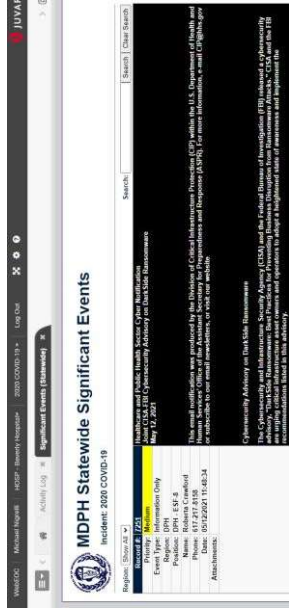 WebEOC Michael Nigrelli HOSP - Beverly Hospital 2020 COVID-19 Log Out
JUVAR
Activity Log Significant Events (Statewide)
MDPH Statewide Significant Events
Incident: 2020 COVID-19
Region: Show All Search: Search Clear Search
Record #: 7251
Priority: Medium
Event Type: Information Only
Region: DPH
Position: DPH - ESF-8
Name: Roberta Crawford
Phone: 617-217-8158
Date: 05/12/2021 11:48:34
Attachments:
Healthcare and Public Health Sector Cyber Notification
Joint CISA-FBI Cybersecurity Advisory on DarkSide Ransomware
May 12, 2021
This email notification was produced by the Division of Critical Infrastructure Protection (CIP) within the U.S. Department of Health and
Human Services' Office of the Assistant Secretary for Preparedness and Response (ASPR). For more information, e-mail CIP@hhs.gov
or subscribe to our email newsletters, or visit our website.
Cybersecurity Advisory on DarkSide Ransomware
The Cybersecurity and Infrastructure Security Agency (CISA) and the Federal Bureau of Investigation (FBI) released a cybersecurity
advisory, "DarkSide Ransomware: Best Practices for Preventing Business Disruption from Ransomware Attacks." CISA and the FBI
are urging critical infrastructure asset owners and operators to adopt a heightened state of awareness and implement the
recommendations listed in this advisory.